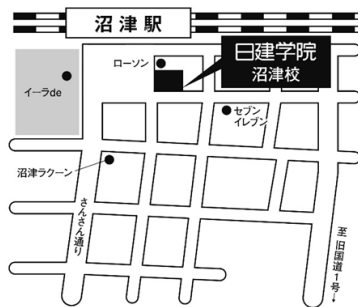 沼津駅
日建学院
沼津校
ローソン
イーラde
セブン
イレブン
沼津ラクーン
さんさん通り
至 旧国道1号→